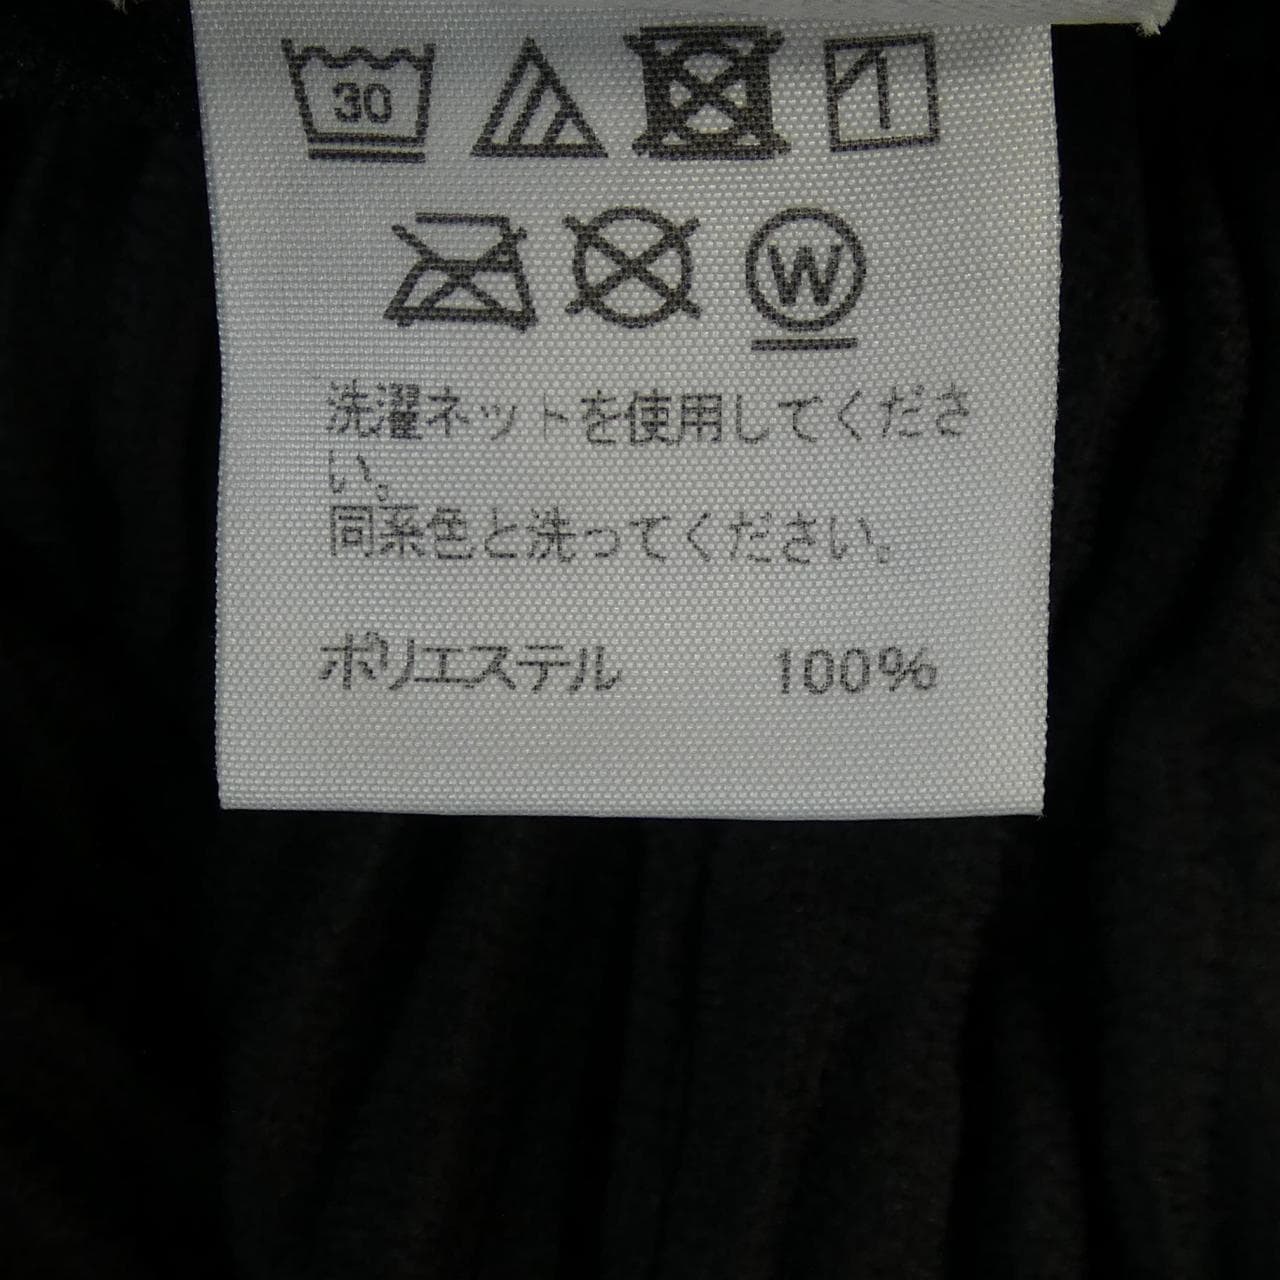 30
W
洗濯ネットを使用してくださ
い。
同系色と洗ってください。
ポリエステル 100%